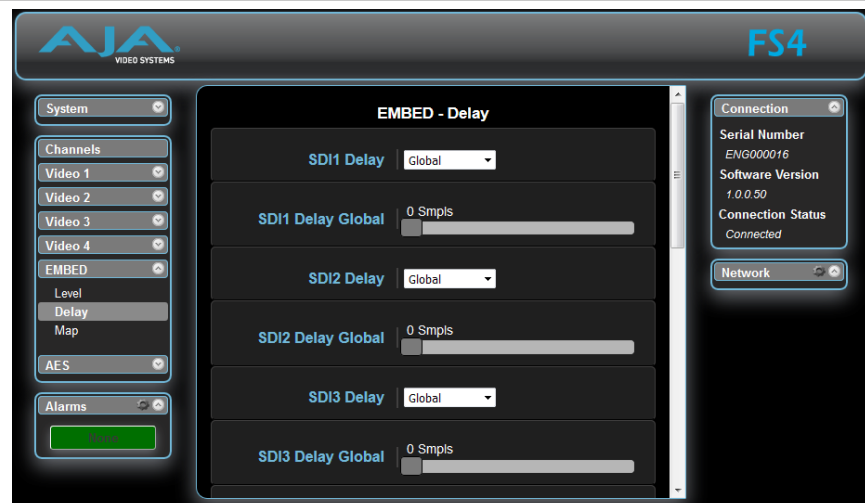 AJA
VIDEO SYSTEMS
FS4
System
Channels
Video 1
Video 2
Video 3
Video 4
EMBED
Level
Delay
Map
AES
Alarms
None
EMBED - Delay
SDI1 Delay
Global
SDI1 Delay Global
0 Smpls
SDI2 Delay
Global
SDI2 Delay Global
0 Smpls
SDI3 Delay
Global
SDI3 Delay Global
0 Smpls
Connection
Serial Number
ENG000016
Software Version
1.0.0.50
Connection Status
Connected
Network